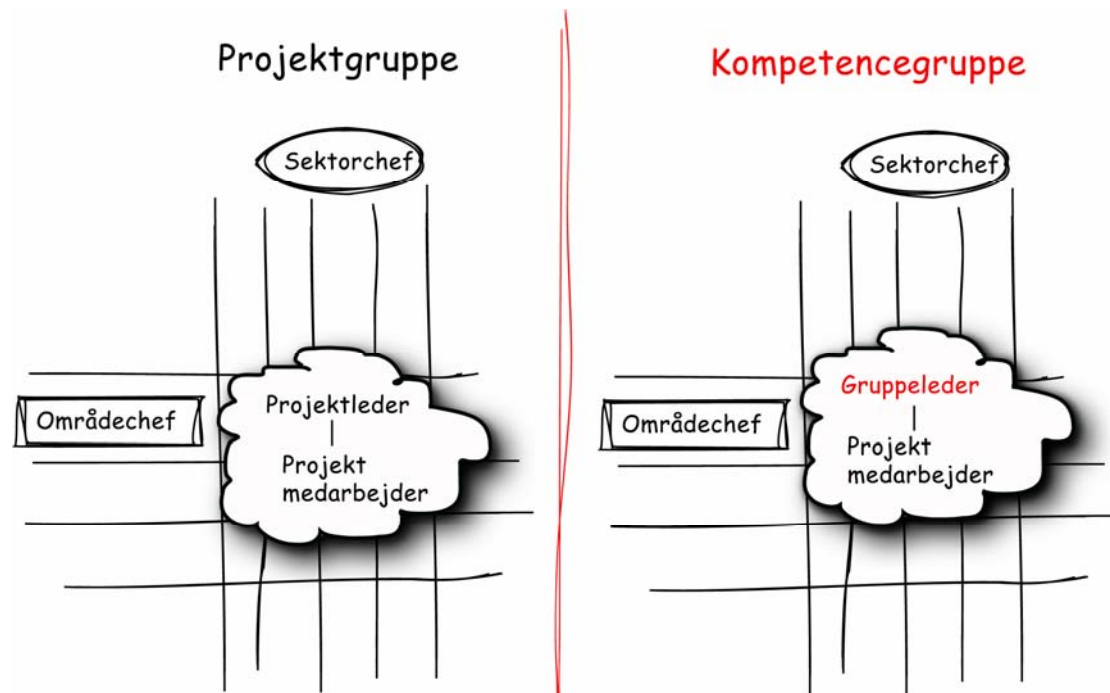 Projektgruppe
Sektorchef
Områdechef
Projektleder
Projekt
medarbejder
Kompetencegruppe
Sektorchef
Områdechef
Gruppeleder
Projekt
medarbejder